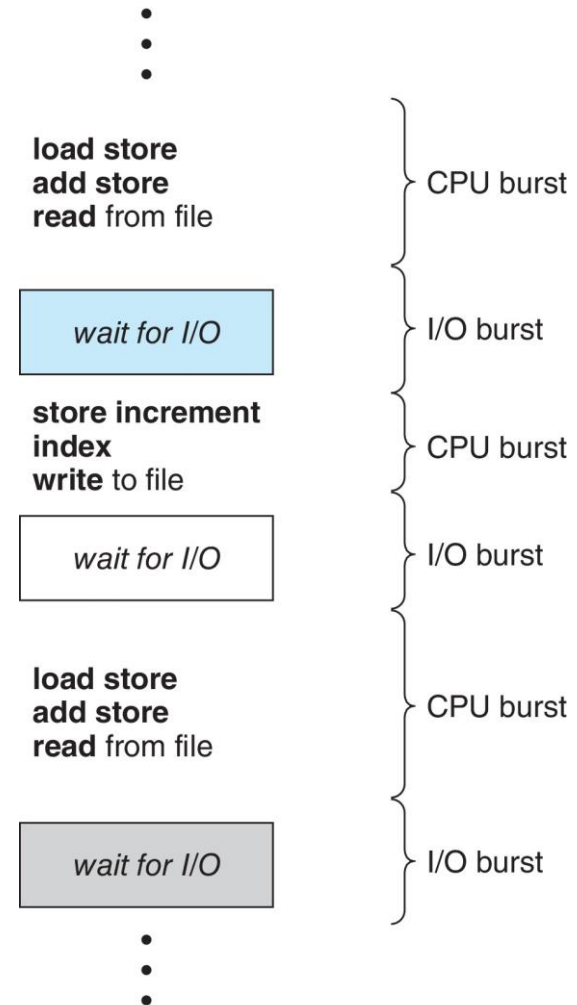 load store
add store
read from file
CPU burst
wait for I/O
I/O burst
store increment
index
write to file
CPU burst
wait for I/O
I/O burst
load store
add store
read from file
CPU burst
wait for I/O
I/O burst